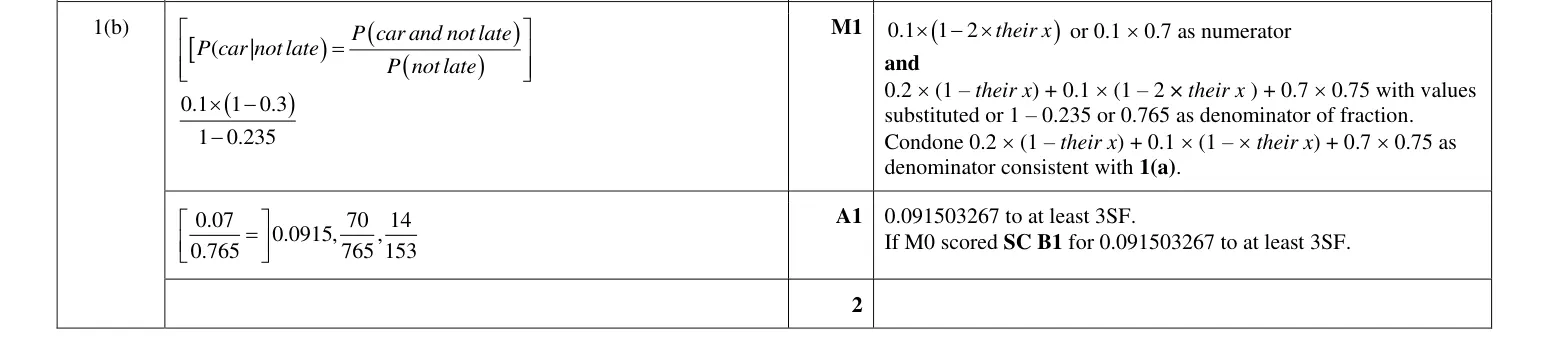 1(b)
[[P(car|not late) = P(car and not late) / P(not late)]
0.1×(1−0.3) / 1−0.235
M1
0.1×(1−2×their x) or 0.1 × 0.7 as numerator
and
0.2 × (1 – their x) + 0.1 × (1 – 2 × their x ) + 0.7 × 0.75 with values
substituted or 1 – 0.235 or 0.765 as denominator of fraction.
Condone 0.2 × (1 – their x) + 0.1 × (1 – × their x) + 0.7 × 0.75 as
denominator consistent with 1(a).
[0.07 / 0.765 =] 0.0915, 70/765, 14/153
A1
0.091503267 to at least 3SF.
If M0 scored SC B1 for 0.091503267 to at least 3SF.
2